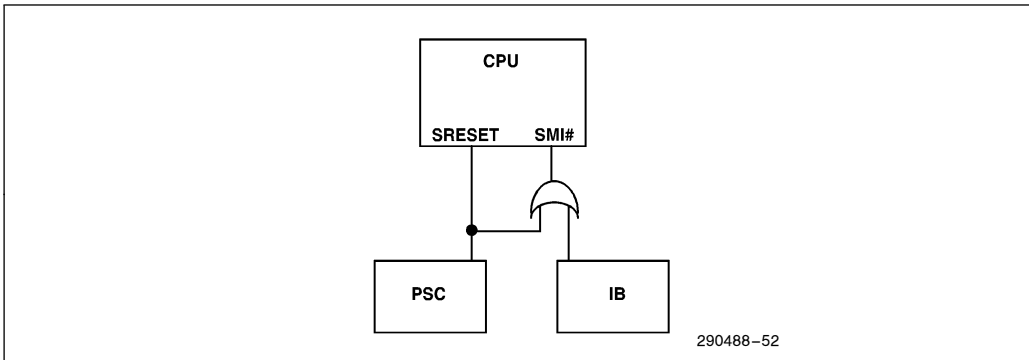 CPU
SRESET SMI#
PSC
IB
290488–52